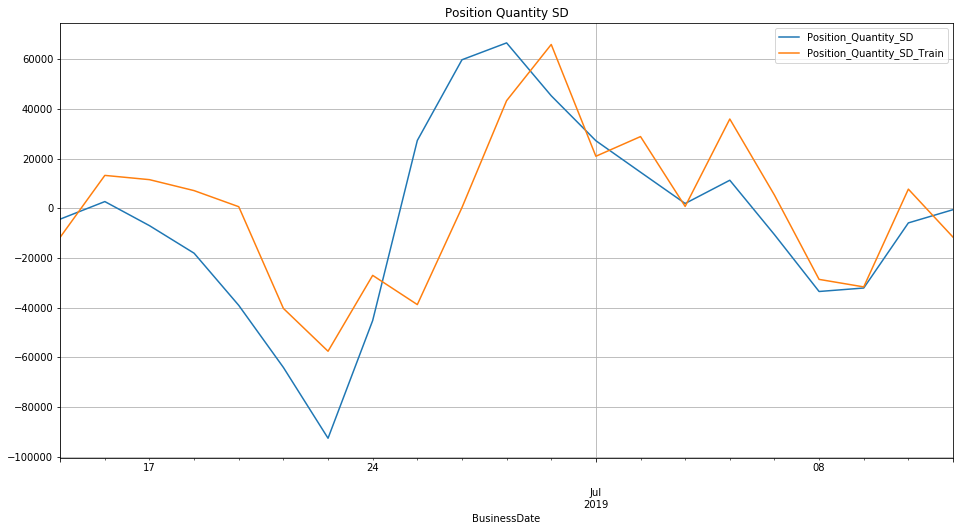 Position Quantity SD
Position_Quantity_SD
Position_Quantity_SD_Train
60000
40000
20000
0
−20000
−40000
−60000
−80000
−100000
17
24
Jul
2019
08
BusinessDate